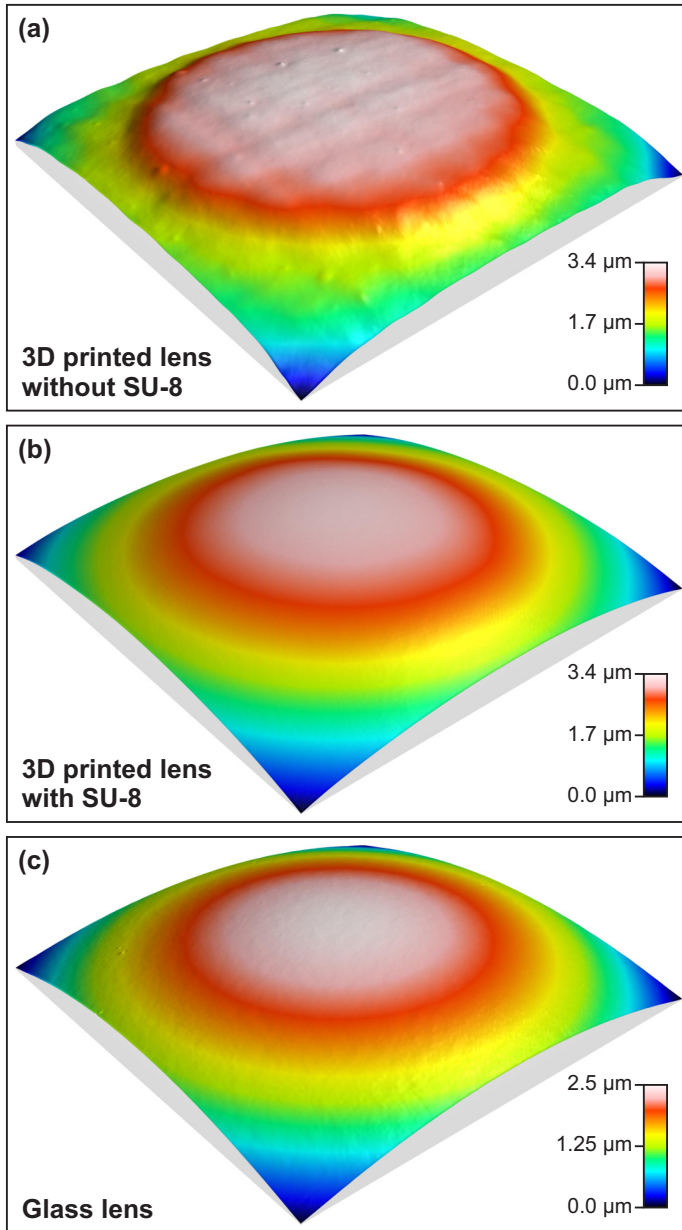 (a)
3.4 µm
1.7 µm
0.0 µm
3D printed lens
without SU-8
(b)
3.4 µm
1.7 µm
0.0 µm
3D printed lens
with SU-8
(c)
2.5 µm
1.25 µm
0.0 µm
Glass lens